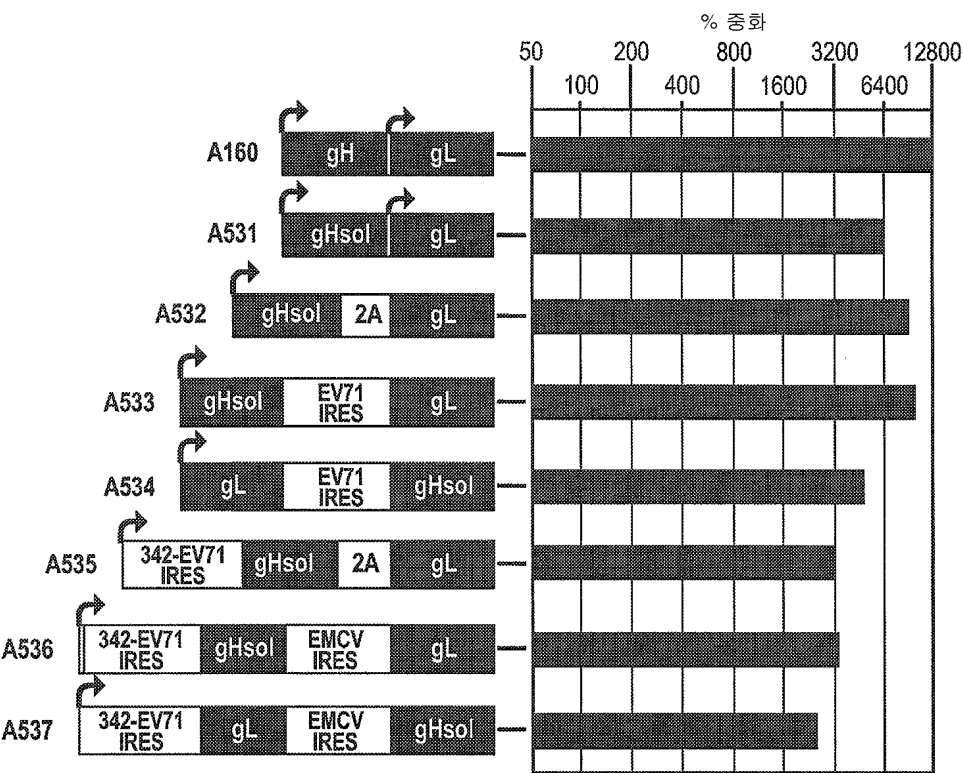 % 중화
50 200 800 3200 12800
100 400 1600 6400
A160 gH gL
A531 gHsol gL
A532 gHsol 2A gL
A533 gHsol EV71 IRES gL
A534 gL EV71 IRES gHsol
A535 342-EV71 IRES gHsol 2A gL
A536 342-EV71 IRES gHsol EMCV IRES gL
A537 342-EV71 IRES gL EMCV IRES gHsol